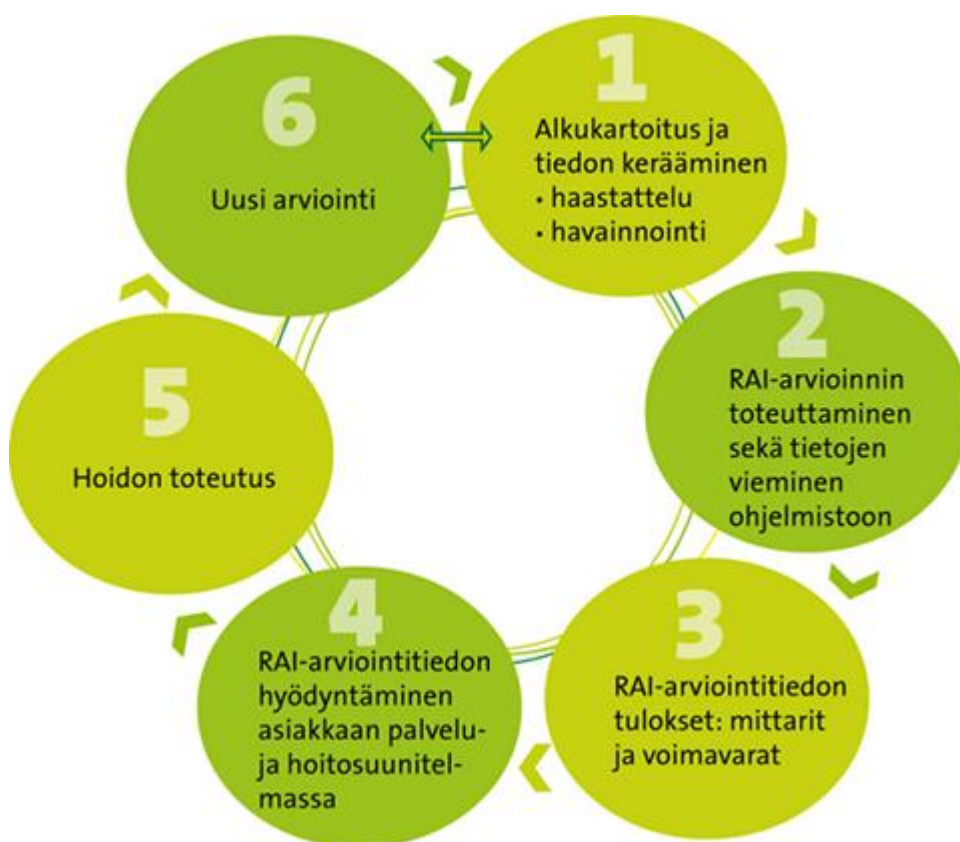 1
Alkukartoitus ja
tiedon kerääminen
• haastattelu
• havainnointi
2
RAI-arvioinnin
toteuttaminen
sekä tietojen
vieminen
ohjelmistoon
3
RAI-arviointitiedon
tulokset: mittarit
ja voimavarat
4
RAI-arviointitiedon
hyödyntäminen
asiakkaan palvelu-
ja hoitosuunitel-
massa
5
Hoidon toteutus
6
Uusi arviointi